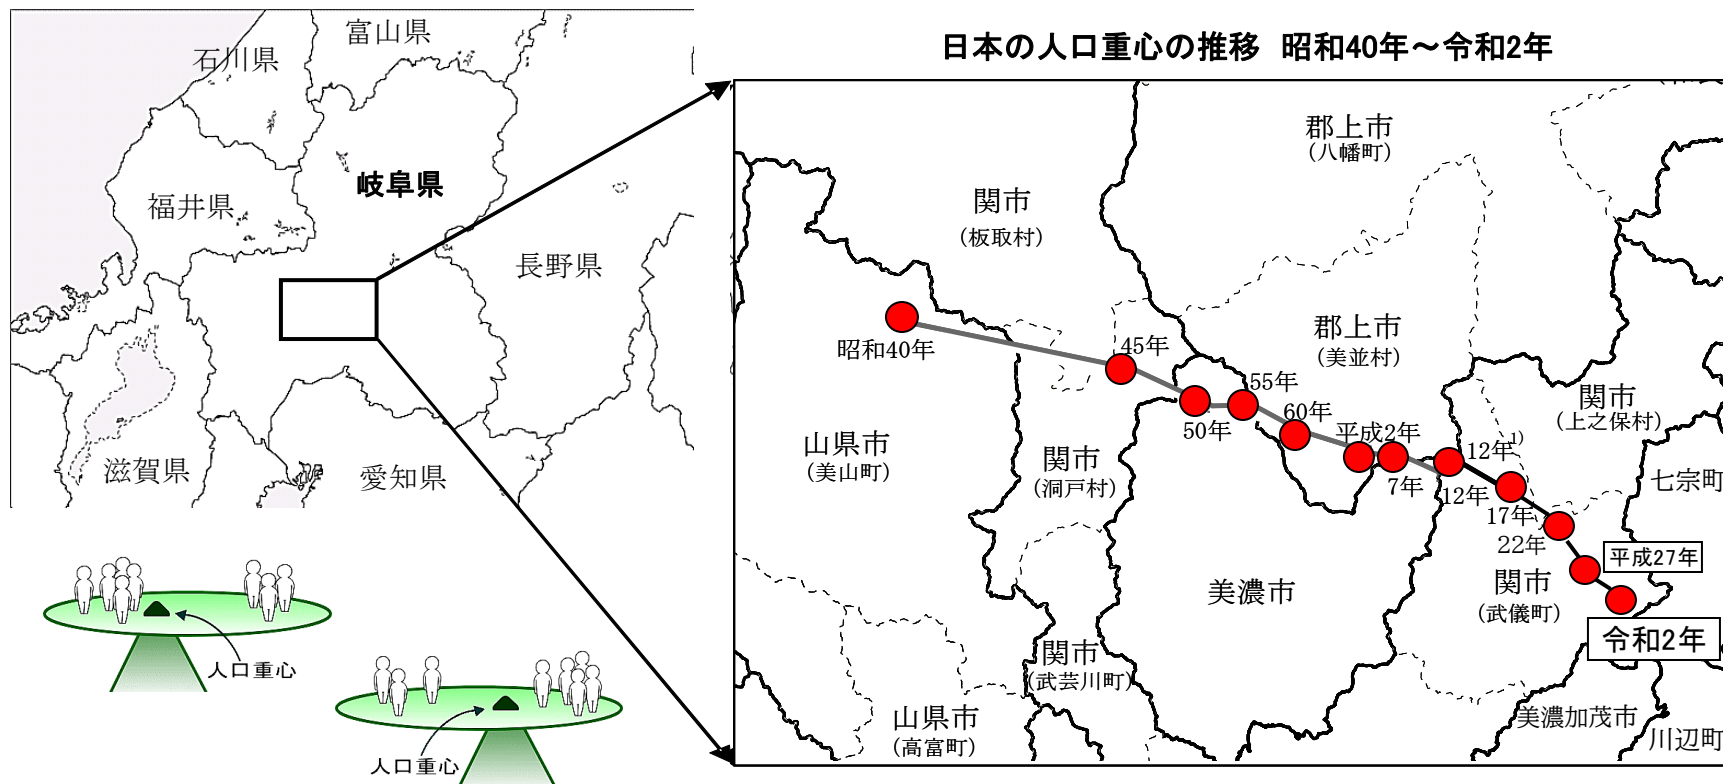 日本の人口重心の推移 昭和40年～令和2年
石川県
富山県
福井県
岐阜県
長野県
滋賀県
愛知県
人口重心
人口重心
郡上市
(八幡町)
関市
(板取村)
昭和40年
45年
50年
55年
60年
平成2年
7年
12年1)
12年
17年
22年
平成27年
令和2年
郡上市
(美並村)
関市
(上之保村)
山県市
(美山町)
関市
(洞戸村)
七宗町
美濃市
関市
(武儀町)
関市
(武芸川町)
山県市
(高富町)
美濃加茂市
川辺町